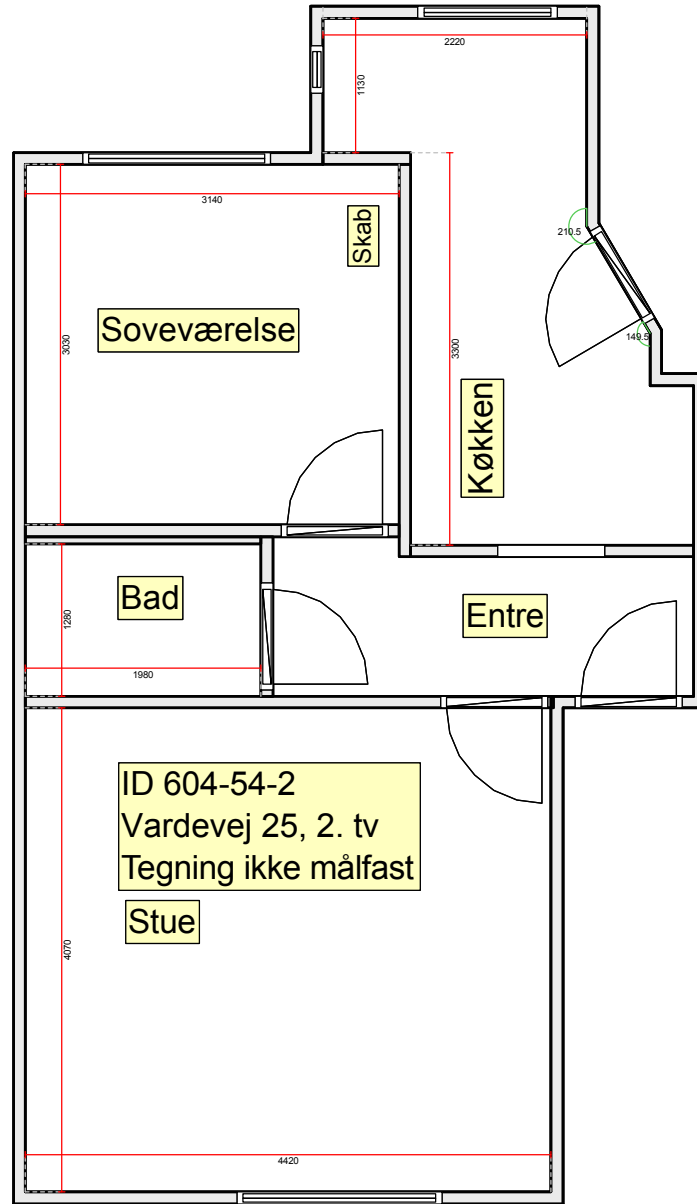 2220
1130
3140
Skab
210.5
Soveværelse
3030
3300
149.5
Køkken
Bad
Entre
1280
1980
ID 604-54-2
Vardevej 25, 2. tv
Tegning ikke målfast
Stue
4070
4420